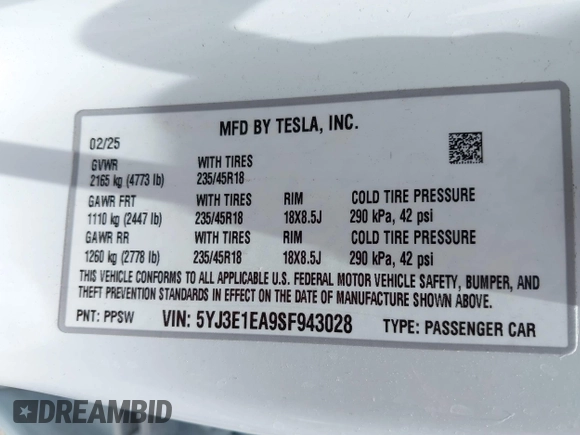 MFD BY TESLA, INC.
02/25
GVWR WITH TIRES
2165 kg (4773 lb) 235/45R18
GAWR FRT WITH TIRES RIM COLD TIRE PRESSURE
1110 kg (2447 lb) 235/45R18 18X8.5J 290 kPa, 42 psi
GAWR RR WITH TIRES RIM COLD TIRE PRESSURE
1260 kg (2778 lb) 235/45R18 18X8.5J 290 kPa, 42 psi
THIS VEHICLE CONFORMS TO ALL APPLICABLE U.S. FEDERAL MOTOR VEHICLE SAFETY, BUMPER, AND
THEFT PREVENTION STANDARDS IN EFFECT ON THE DATE OF MANUFACTURE SHOWN ABOVE.
PNT: PPSW VIN: 5YJ3E1EA9SF943028 TYPE: PASSENGER CAR
DREAMBID